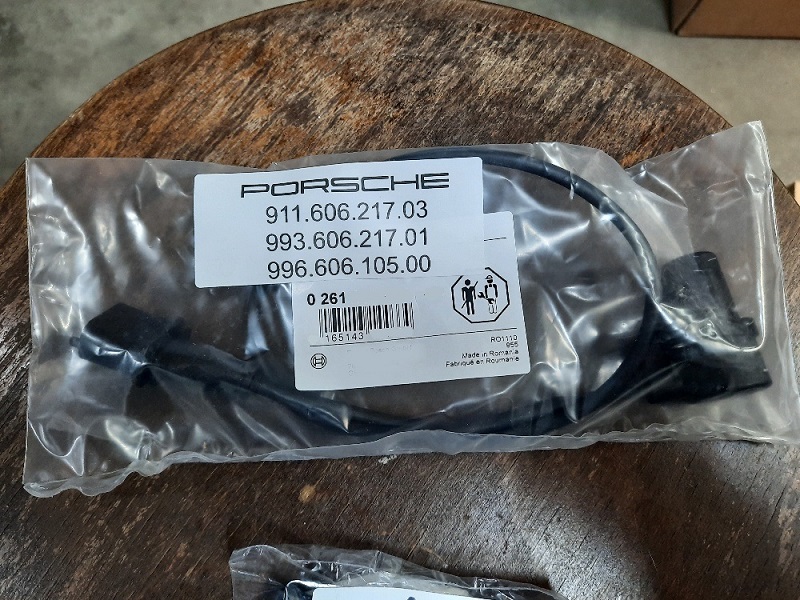 PORSCHE
911.606.217.03
993.606.217.01
996.606.105.00
0 261
165143
RO1110
955
Made in Romania
Fabriqué en Roumanie